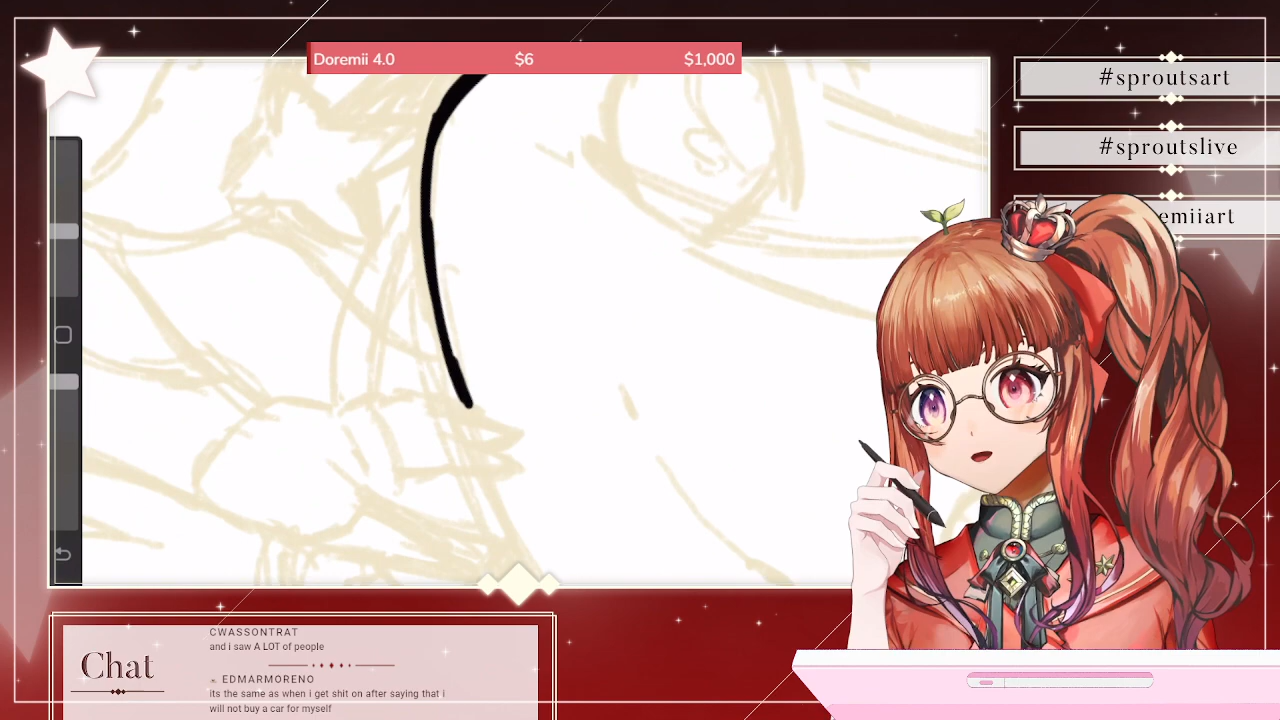 Doremii 4.0 $6 $1,000
#sproutsart
#sproutslive
emiiart
Chat
CWASSONTRAT
and i saw A LOT of people
EDMARMORENO
its the same as when i get shit on after saying that i
will not buy a car for myself